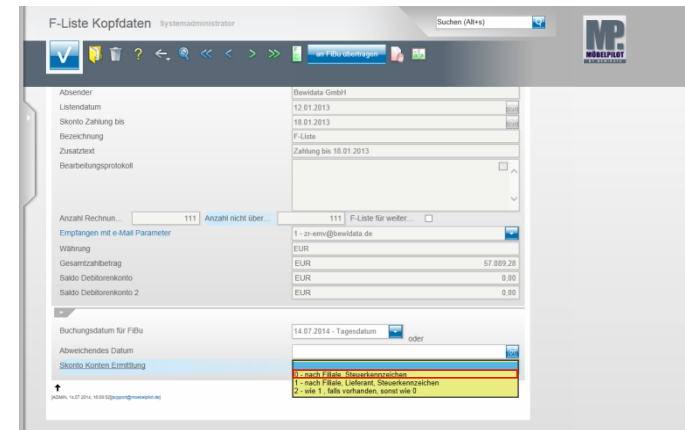 F-Liste Kopfdaten Systemadministrator
Suchen (Alt+s)
an FiBu übertragen
MP
MÖBELPILOT
BY BEWIDATA
Absender Bewidata GmbH
Listendatum 12.01.2013
Skonto Zahlung bis 18.01.2013
Bezeichnung F-Liste
Zusatztext Zahlung bis 18.01.2013
Bearbeitungsprotokoll
Anzahl Rechnun... 111 Anzahl nicht über... 111 F-Liste für weiter...
Empfangen mit e-Mail Parameter 1 - zr-emv@bewidata.de
Währung EUR
Gesamtzahlbetrag EUR 57.089,28
Saldo Debitorenkonto EUR 0,00
Saldo Debitorenkonto 2 EUR 0,00
Buchungsdatum für FiBu 14.07.2014 - Tagesdatum oder
Abweichendes Datum
Skonto Konten Ermittlung
0 - nach Filiale, Steuerkennzeichen
1 - nach Filiale, Lieferant, Steuerkennzeichen
2 - wie 1 , falls vorhanden, sonst wie 0